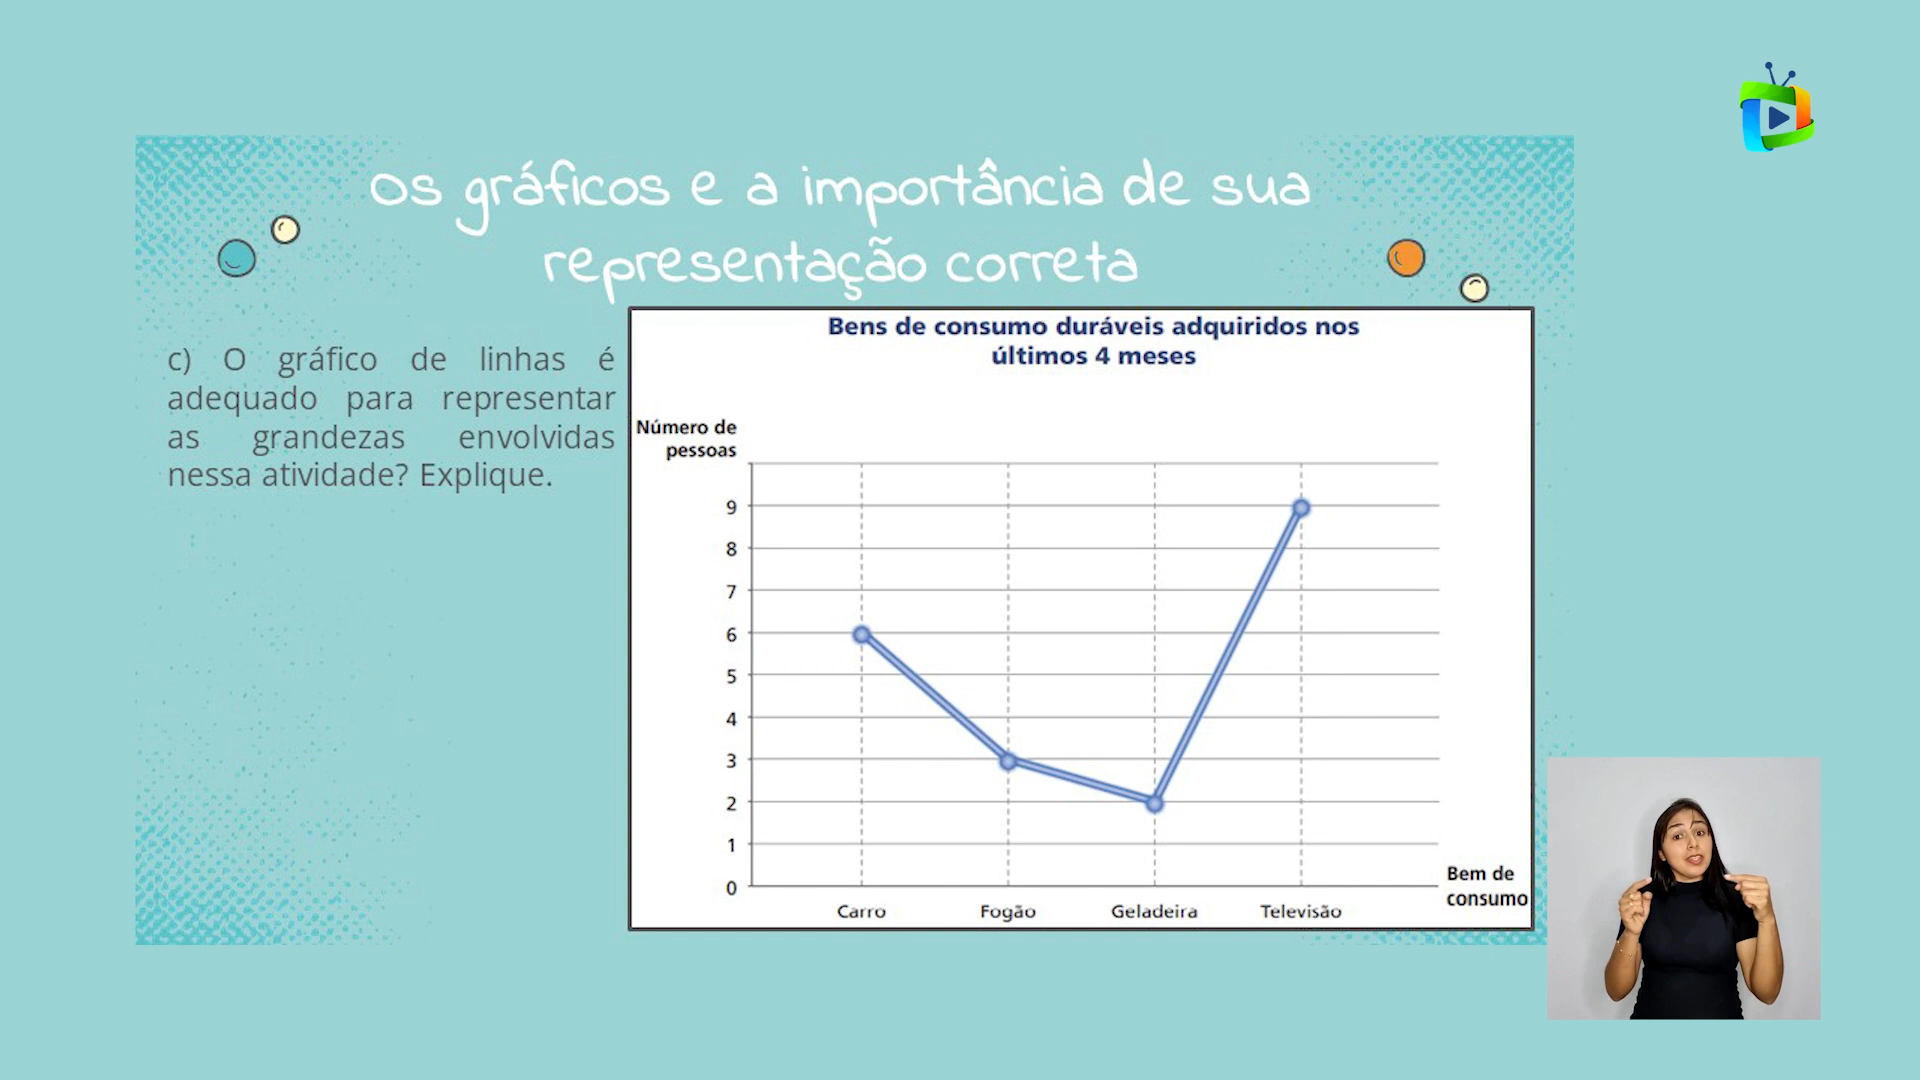 Os gráficos e a importância de sua
representação correta
c) O gráfico de linhas é
adequado para representar
as grandezas envolvidas
nessa atividade? Explique.
Bens de consumo duráveis adquiridos nos
últimos 4 meses
Número de
pessoas
9
8
7
6
5
4
3
2
1
0
Carro Fogão Geladeira Televisão
Bem de
consumo